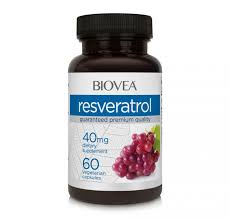 BIOVEA
resveratrol
guaranteed premium quality
40mg
dietary
supplement
60
vegetarian
capsules